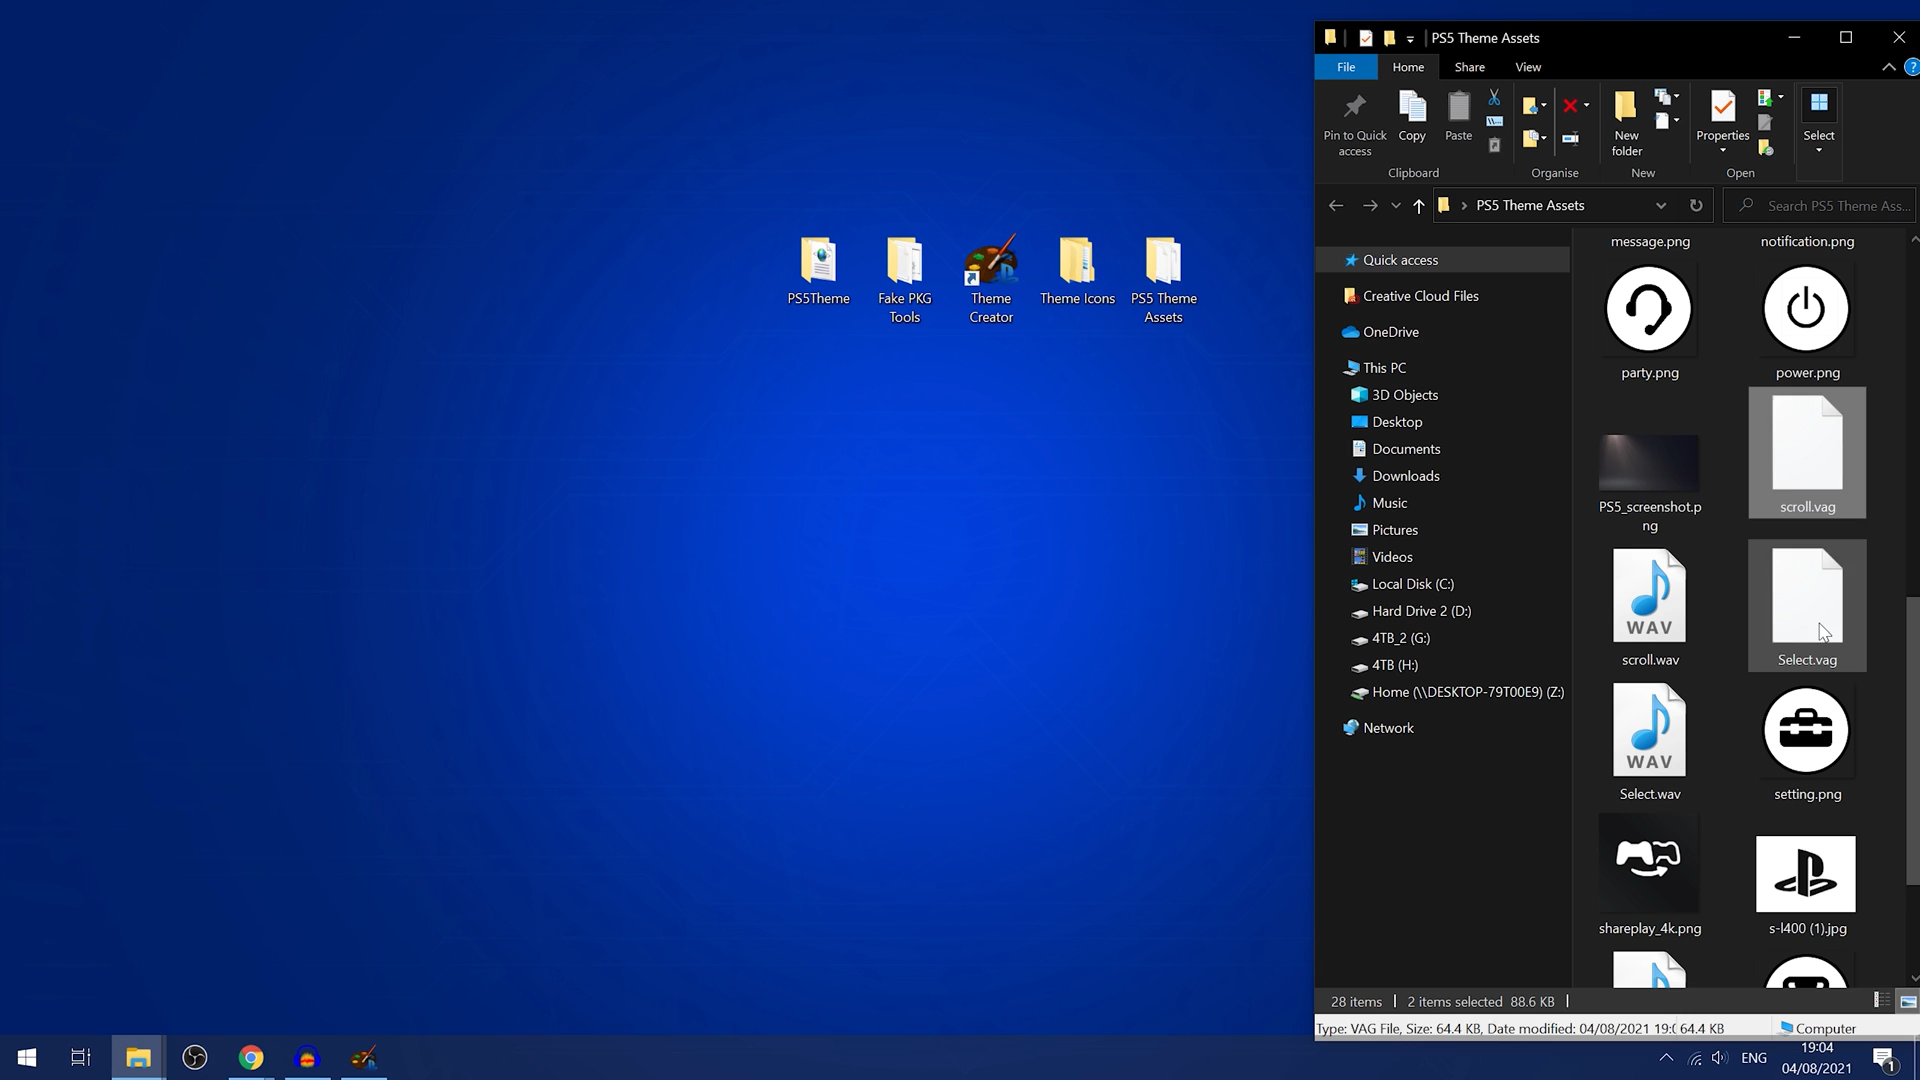 PS5 Theme Assets
File Home Share View
Pin to Quick
access
Copy
Paste
New
folder
Properties
Select
Clipboard Organise New Open
PS5 Theme Assets
Search PS5 Theme Ass...
Quick access
Creative Cloud Files
OneDrive
This PC
3D Objects
Desktop
Documents
Downloads
Music
Pictures
Videos
Local Disk (C:)
Hard Drive 2 (D:)
4TB_2 (G:)
4TB (H:)
Home (\\DESKTOP-79T00E9) (Z:)
Network
message.png
notification.png
party.png
power.png
PS5_screenshot.p
ng
scroll.vag
WAV
scroll.wav
Select.vag
WAV
Select.wav
setting.png
shareplay_4k.png
s-l400 (1).jpg
28 items 2 items selected 88.6 KB
Type: VAG File, Size: 64.4 KB, Date modified: 04/08/2021 19:0 64.4 KB Computer
PS5Theme
Fake PKG
Tools
Theme
Creator
Theme Icons
PS5 Theme
Assets
ENG
19:04
04/08/2021
1